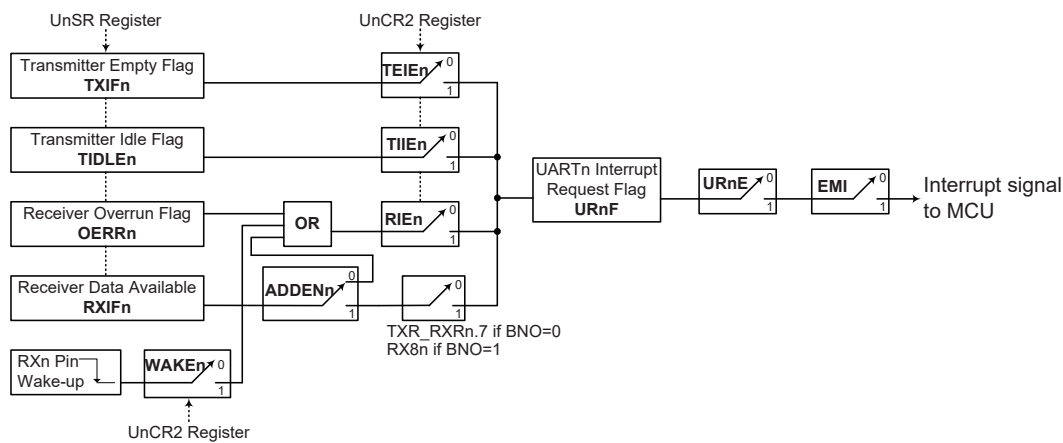 UnSR Register
UnCR2 Register
Transmitter Empty Flag
TXIFn
TEIEn
0
1
Transmitter Idle Flag
TIDLEn
TIIEn
0
1
UARTn Interrupt
Request Flag
URnF
URnE
0
1
EMI
0
1
Interrupt signal
to MCU
Receiver Overrun Flag
OERRn
OR
RIEn
0
1
Receiver Data Available
RXIFn
ADDENn
0
1
0
1
TXR_RXRn.7 if BNO=0
RX8n if BNO=1
RXn Pin
Wake-up
WAKEn
0
1
UnCR2 Register